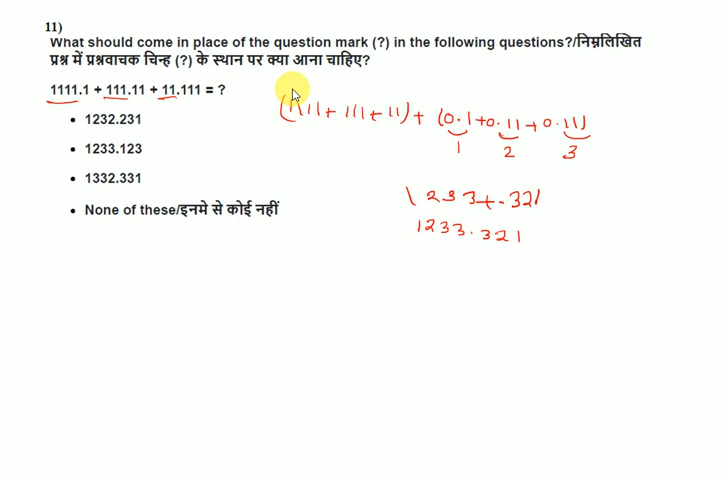 11)
What should come in place of the question mark (?) in the following questions?/निम्नलिखित
प्रश्न में प्रश्नवाचक चिन्ह (?) के स्थान पर क्या आना चाहिए?
1111.1 + 111.11 + 11.111 = ?
(1111 + 111 + 11) + (0.1 + 0.11 + 0.111)
1 2 3
• 1232.231
• 1233.123
• 1332.331
• None of these/इनमे से कोई नहीं
1233 + .321
1233.321